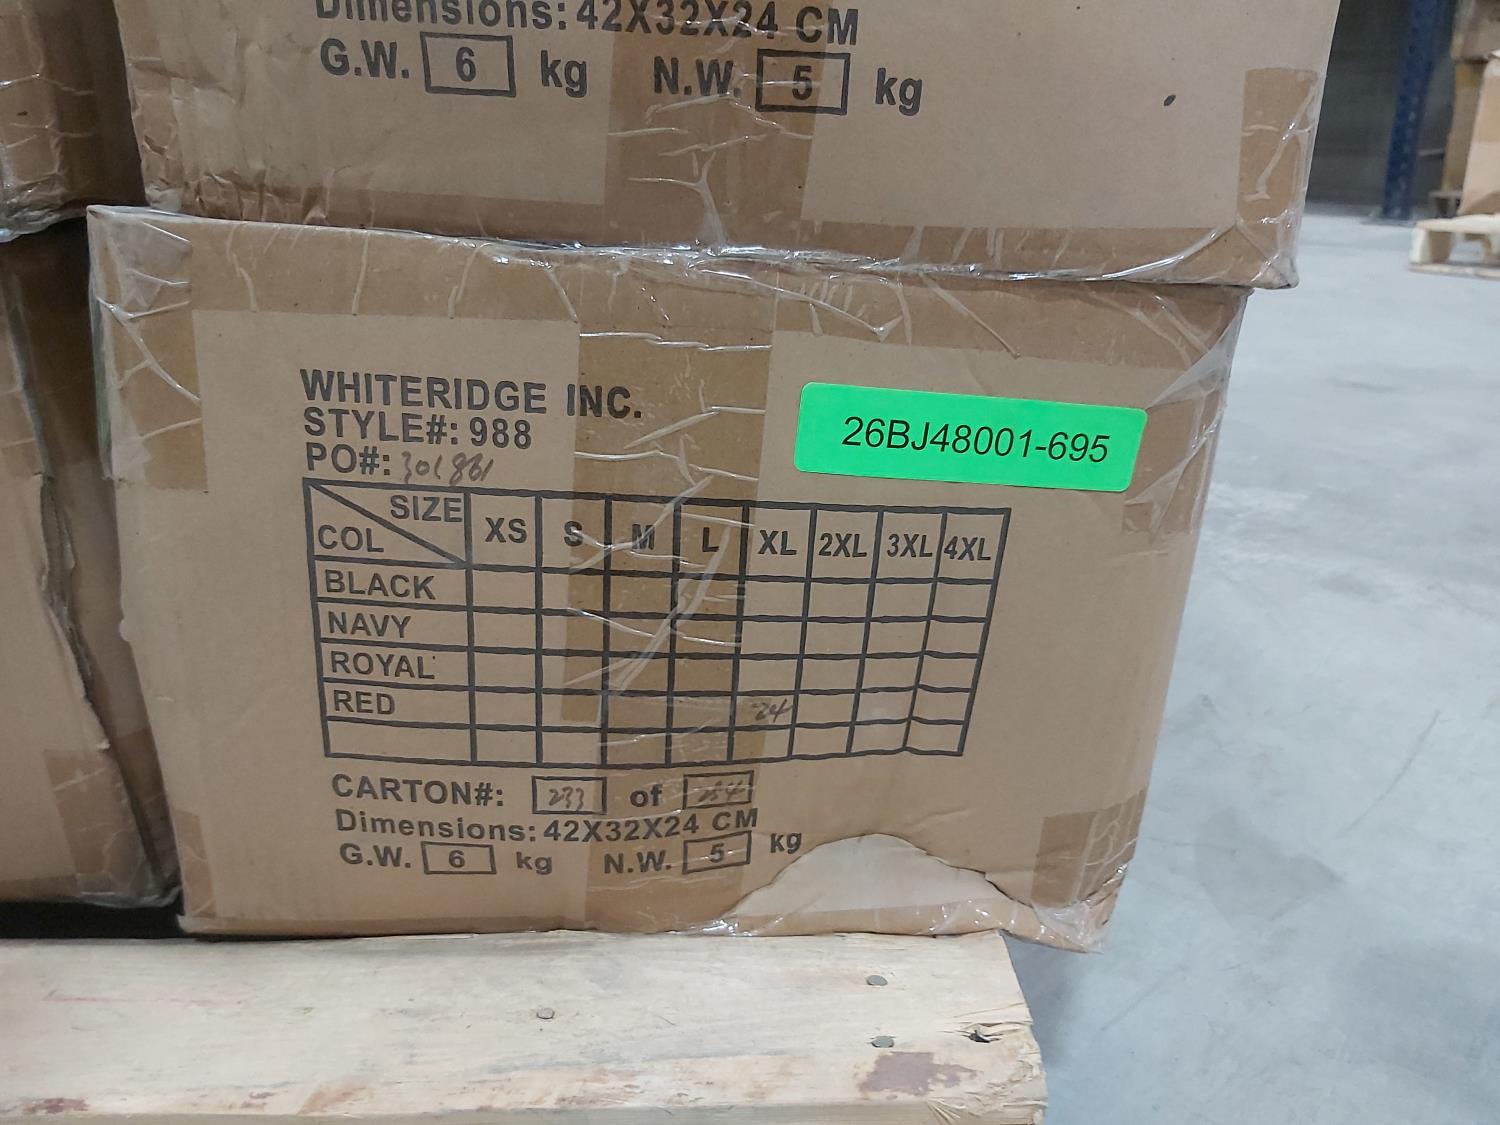 Dimensions: 42X32X24 CM
G.W. 6 kg N.W. 5 kg
WHITERIDGE INC.
STYLE#: 988
PO#: 301881
26BJ48001-695
SIZE XS S M L XL 2XL 3XL 4XL
COL
BLACK
NAVY
ROYAL
RED 24
CARTON#: 233 of
Dimensions: 42X32X24 CM
G.W. 6 kg N.W. 5 kg